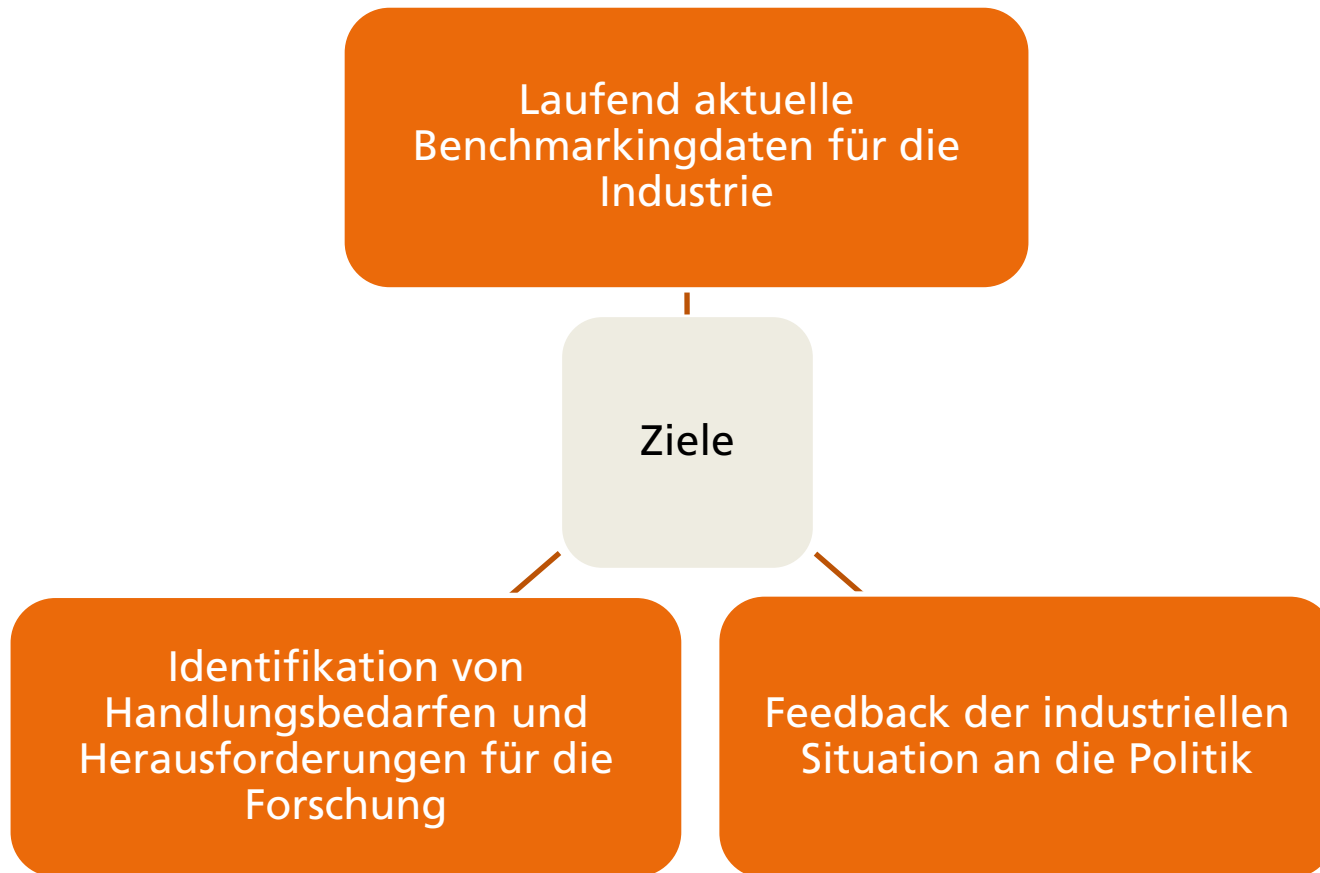 Laufend aktuelle
Benchmarkingdaten für die
Industrie
Ziele
Identifikation von
Handlungsbedarfen und
Herausforderungen für die
Forschung
Feedback der industriellen
Situation an die Politik